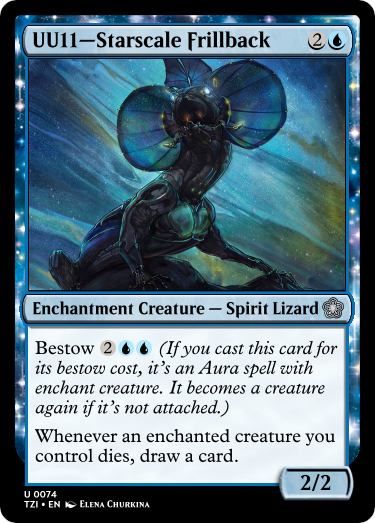 UU11—Starscale Frillback 2
Enchantment Creature — Spirit Lizard
Bestow 2 (If you cast this card for
its bestow cost, it's an Aura spell with
enchant creature. It becomes a creature
again if it's not attached.)
Whenever an enchanted creature you
control dies, draw a card.
2/2
U 0074
TZI • EN Elena Churkina